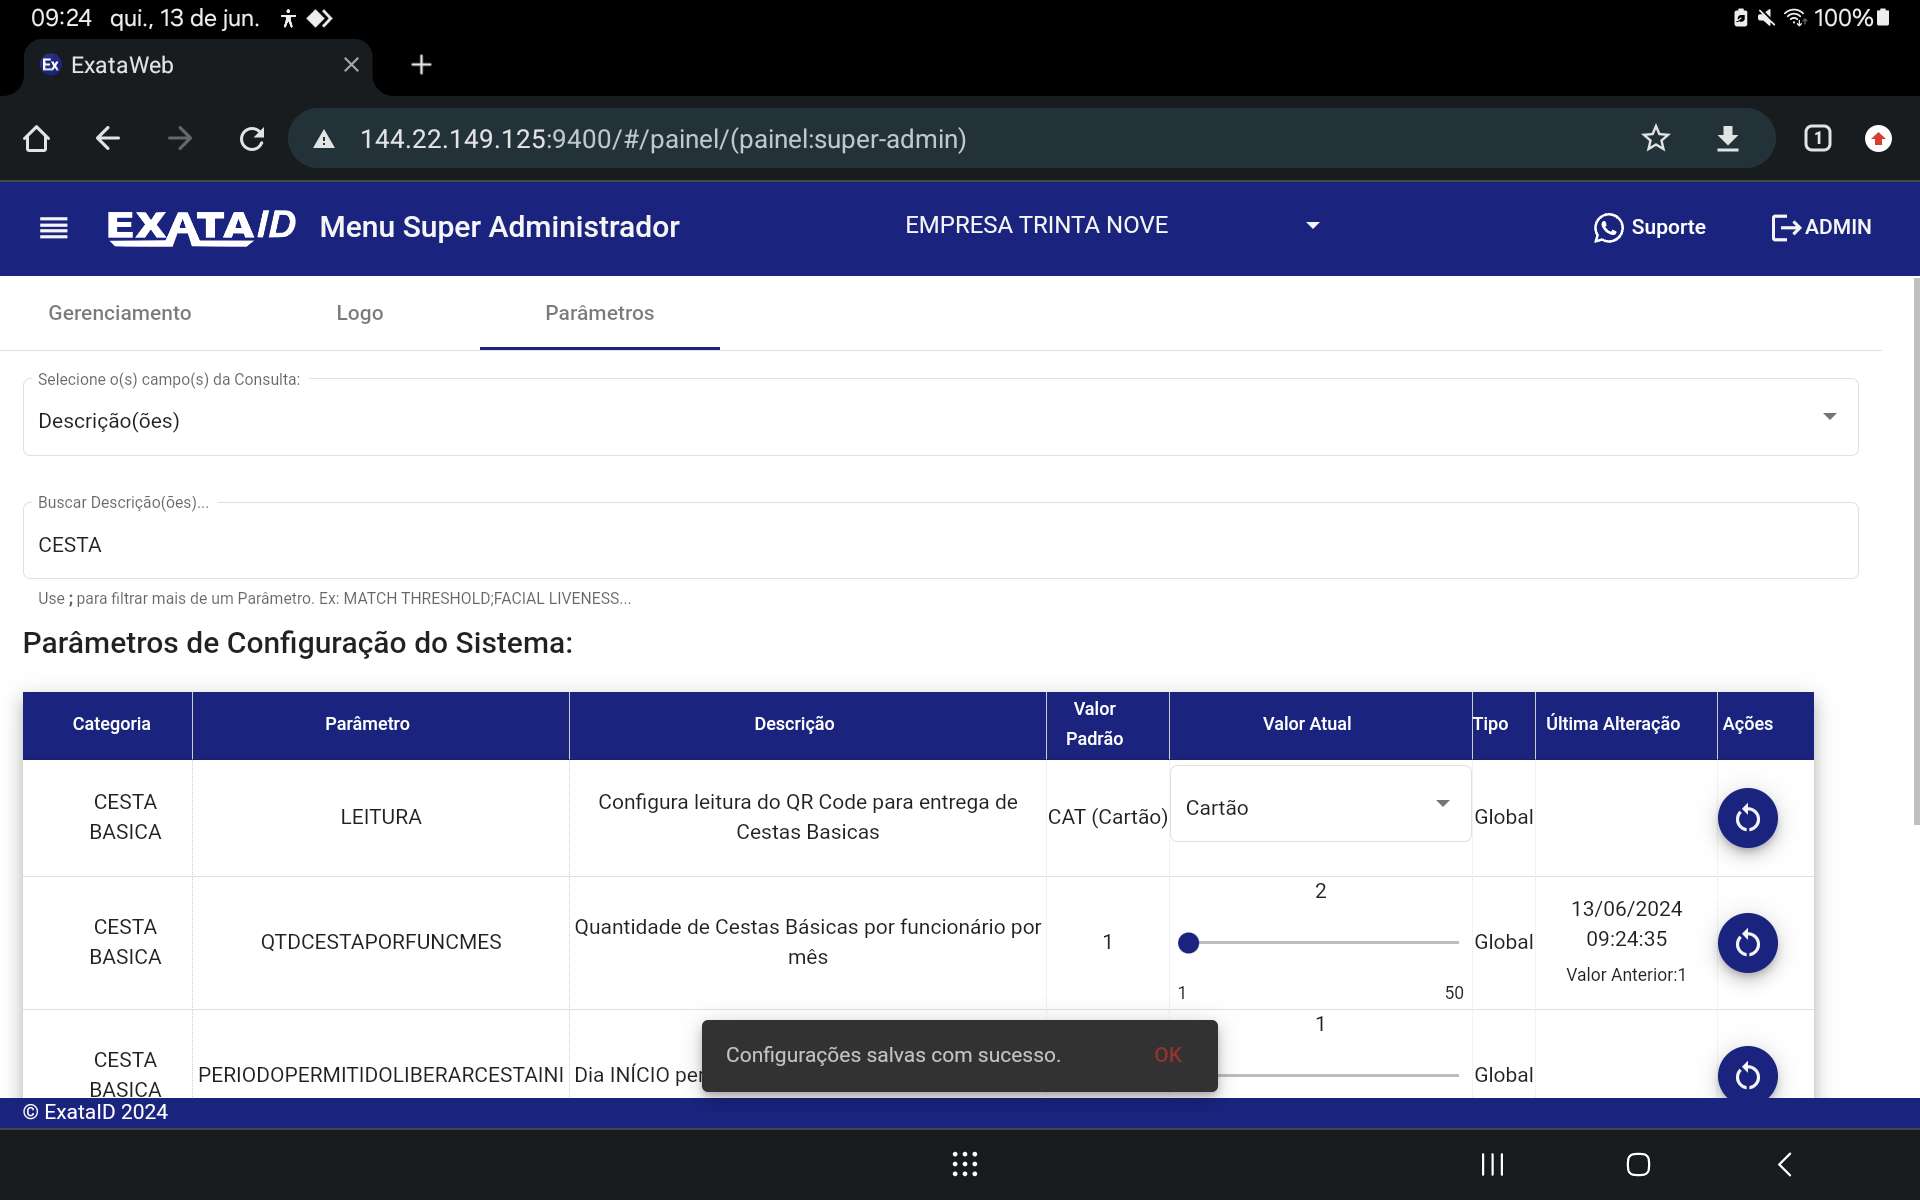 09:24 qui., 13 de jun. 100%
Ex ExataWeb
144.22.149.125:9400/#/painel/(painel:super-admin) 1
EXATAID Menu Super Administrador EMPRESA TRINTA NOVE Suporte ADMIN
Gerenciamento Logo Parâmetros
Selecione o(s) campo(s) da Consulta:
Descrição(ões)
Buscar Descrição(ões)...
CESTA
Use ; para filtrar mais de um Parâmetro. Ex: MATCH THRESHOLD;FACIAL LIVENESS...
Parâmetros de Configuração do Sistema:
Categoria Parâmetro Descrição Valor Padrão Valor Atual Tipo Última Alteração Ações
CESTA BASICA LEITURA Configura leitura do QR Code para entrega de Cestas Basicas CAT (Cartão) Cartão Global
CESTA BASICA QTDCESTAPORFUNCMES Quantidade de Cestas Básicas por funcionário por mês 1 2 1 50 Global 13/06/2024 09:24:35 Valor Anterior:1
CESTA BASICA PERIODOPERMITIDOLIBERARCESTAINI Dia INÍCIO per 1 Global
Configurações salvas com sucesso. OK
© ExataID 2024